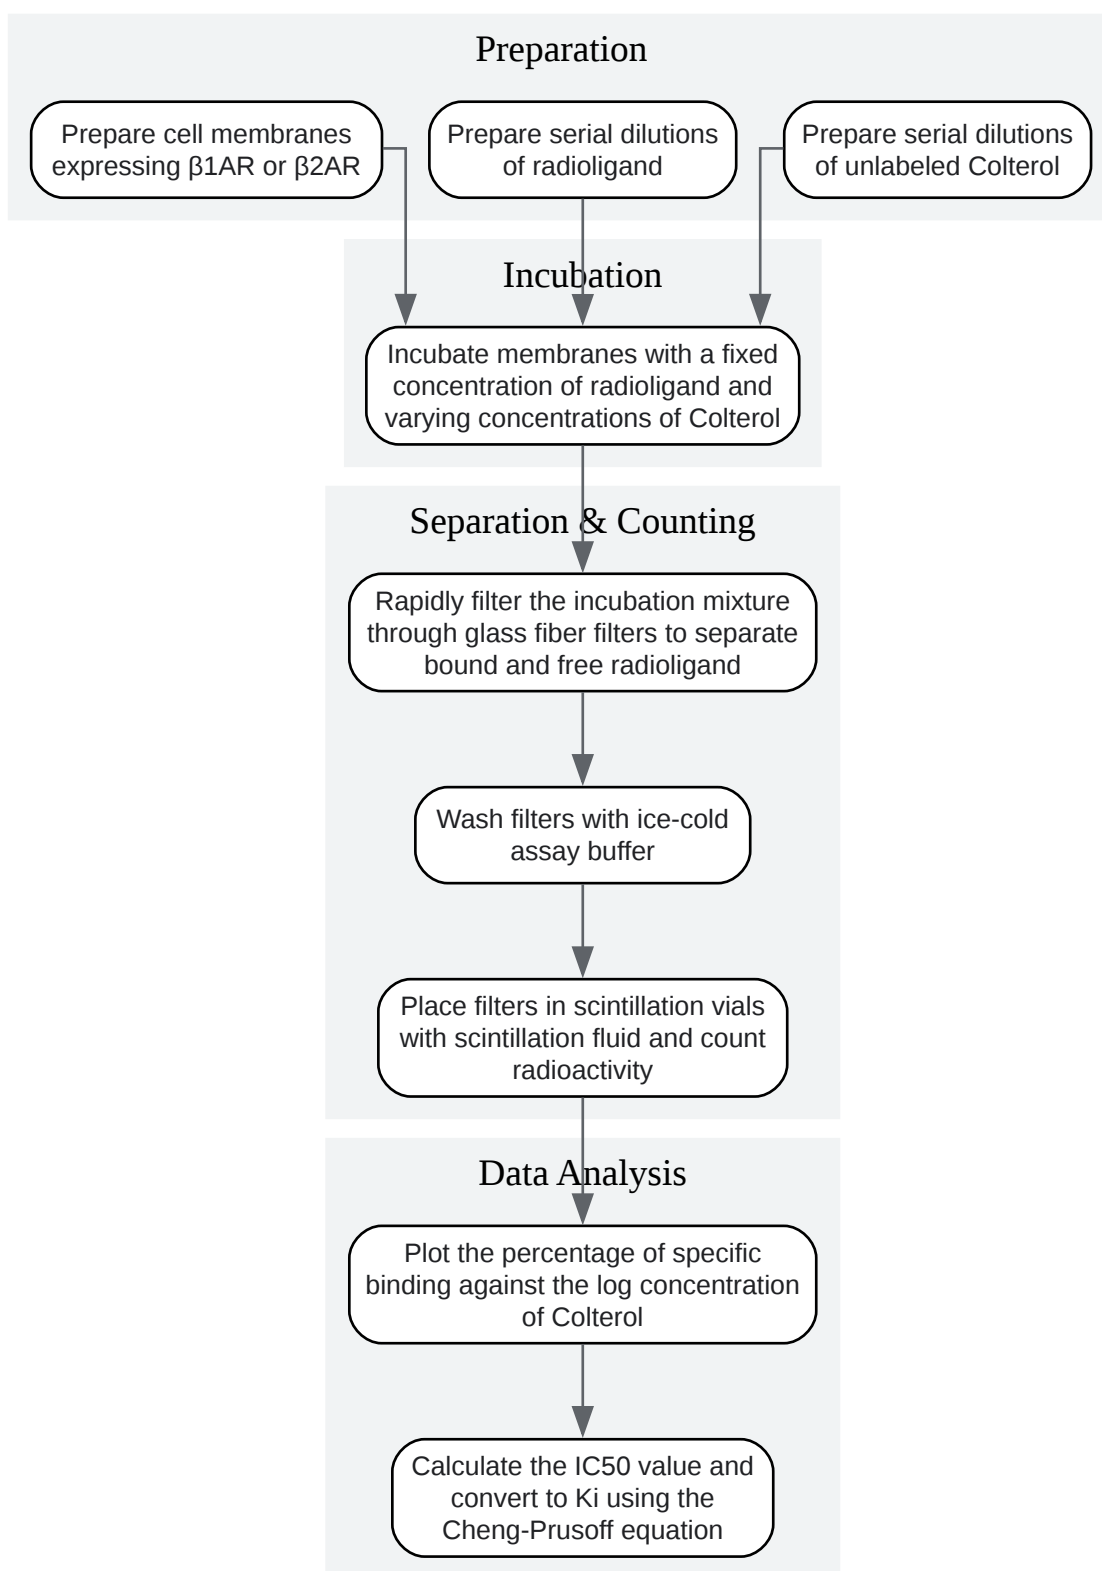 Preparation
Prepare cell membranes
expressing β1AR or β2AR
Prepare serial dilutions
of radioligand
Prepare serial dilutions
of unlabeled Colterol
Incubation
Incubate membranes with a fixed
concentration of radioligand and
varying concentrations of Colterol
Separation & Counting
Rapidly filter the incubation mixture
through glass fiber filters to separate
bound and free radioligand
Wash filters with ice-cold
assay buffer
Place filters in scintillation vials
with scintillation fluid and count
radioactivity
Data Analysis
Plot the percentage of specific
binding against the log concentration
of Colterol
Calculate the IC50 value and
convert to Ki using the
Cheng-Prusoff equation